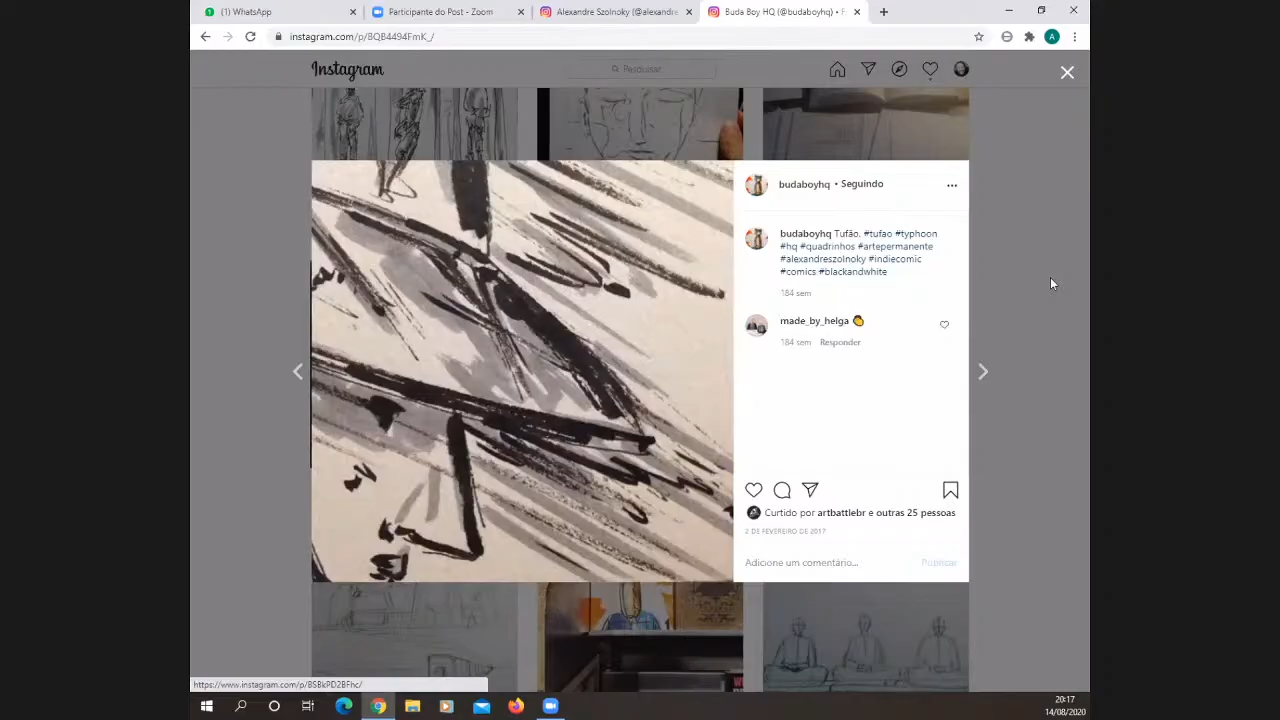 (1) WhatsApp
Participante do Post - Zoom
Alexandre Szolnoky (@alexandre
Buda Boy HQ (@budaboyhq) • F
instagram.com/p/BQB4494FmK_/
A
Instagram
Pesquisar
budaboyhq • Seguindo
budaboyhq Tufão. #tufao #typhoon
#hq #quadrinhos #artepermanente
#alexandreszolnoky #indiecomic
#comics #blackandwhite
184 sem
made_by_helga
184 sem Responder
Curtido por artbattlebr e outras 25 pessoas
2 DE FEVEREIRO DE 2017
Adicione um comentário...
Publicar
https://www.instagram.com/p/BSBkPD2BFhc/
20:17
14/08/2020